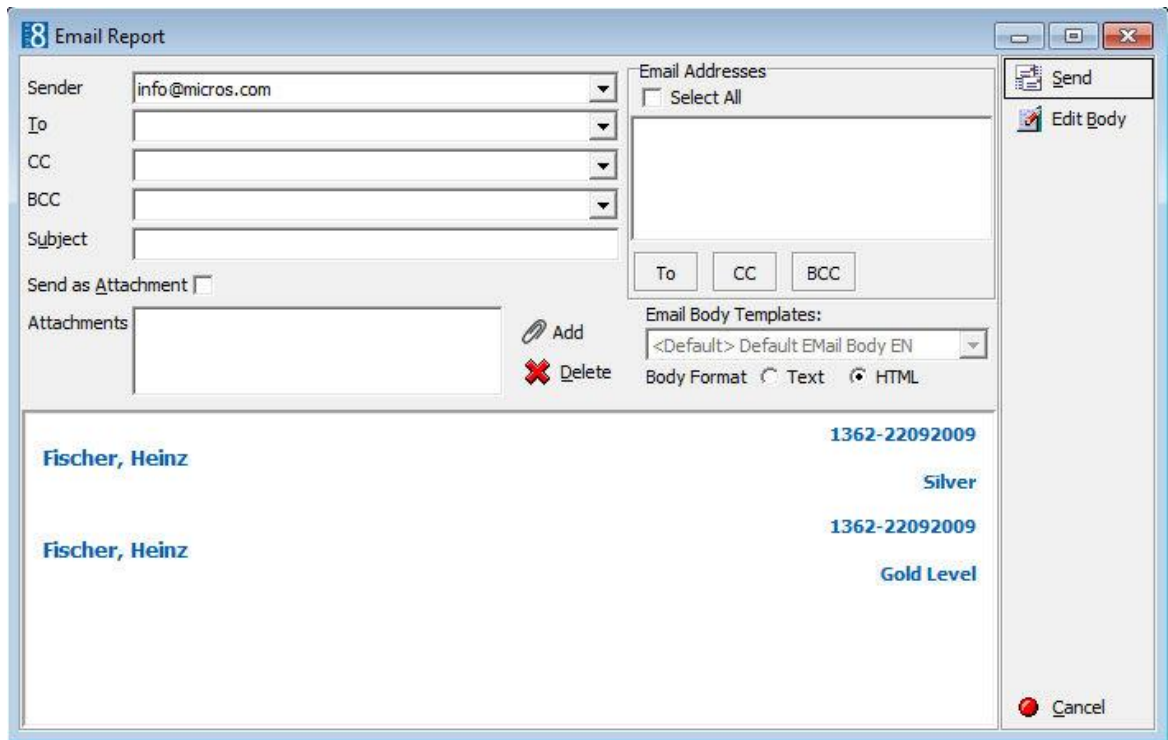 8 Email Report
Sender info@micros.com
To
CC
BCC
Subject
Send as Attachment
Attachments
Add
Delete
Email Addresses
Select All
To CC BCC
Email Body Templates:
<Default> Default EMail Body EN
Body Format Text HTML
Send
Edit Body
1362-22092009
Fischer, Heinz
Silver
1362-22092009
Fischer, Heinz
Gold Level
Cancel